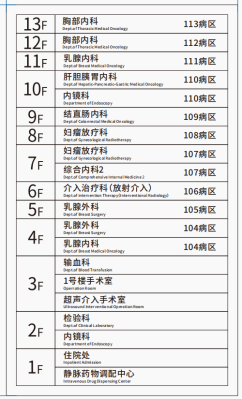 13F
胸部内科
113病区
Dept.of Thoracic Medical Oncology
12F
胸部内科
112病区
Dept.of Thoracic Medical Oncology
11F
乳腺内科
111病区
Dept.of Breast Medical Oncology
10F
肝胆胰胃内科
110病区
Dept.of Hepato-Pancreato-Gastric Medical Oncology
内镜科
110病区
Department of Endoscopy
9F
结直肠内科
109病区
Dept.of Colorectal Medical Oncology
8F
妇瘤放疗科
108病区
Dept.of Gynecological Radiotherapy
7F
妇瘤放疗科
107病区
Dept.of Gynecological Radiotherapy
综合内科2
107病区
Dept.of Comprehensive Internal Medicine 2
6F
介入治疗科(放射介入)
106病区
Dept.of Intervention Therapy(Interventional Radiology)
5F
乳腺外科
105病区
Dept.of Breast Surgery
4F
乳腺外科
104病区
Dept.of Breast Surgery
乳腺内科
104病区
Dept.of Breast Medical Oncology
3F
输血科
Dept.of Blood Transfusion
1号楼手术室
Operration Room
超声介入手术室
Ultrasound Interventional Operation Room
2F
检验科
Dept.of Clinical Laboratory
内镜科
Department of Endoscopy
1F
住院处
Inpatient Admission
静脉药物调配中心
Intravenous Drug Dispensing Center